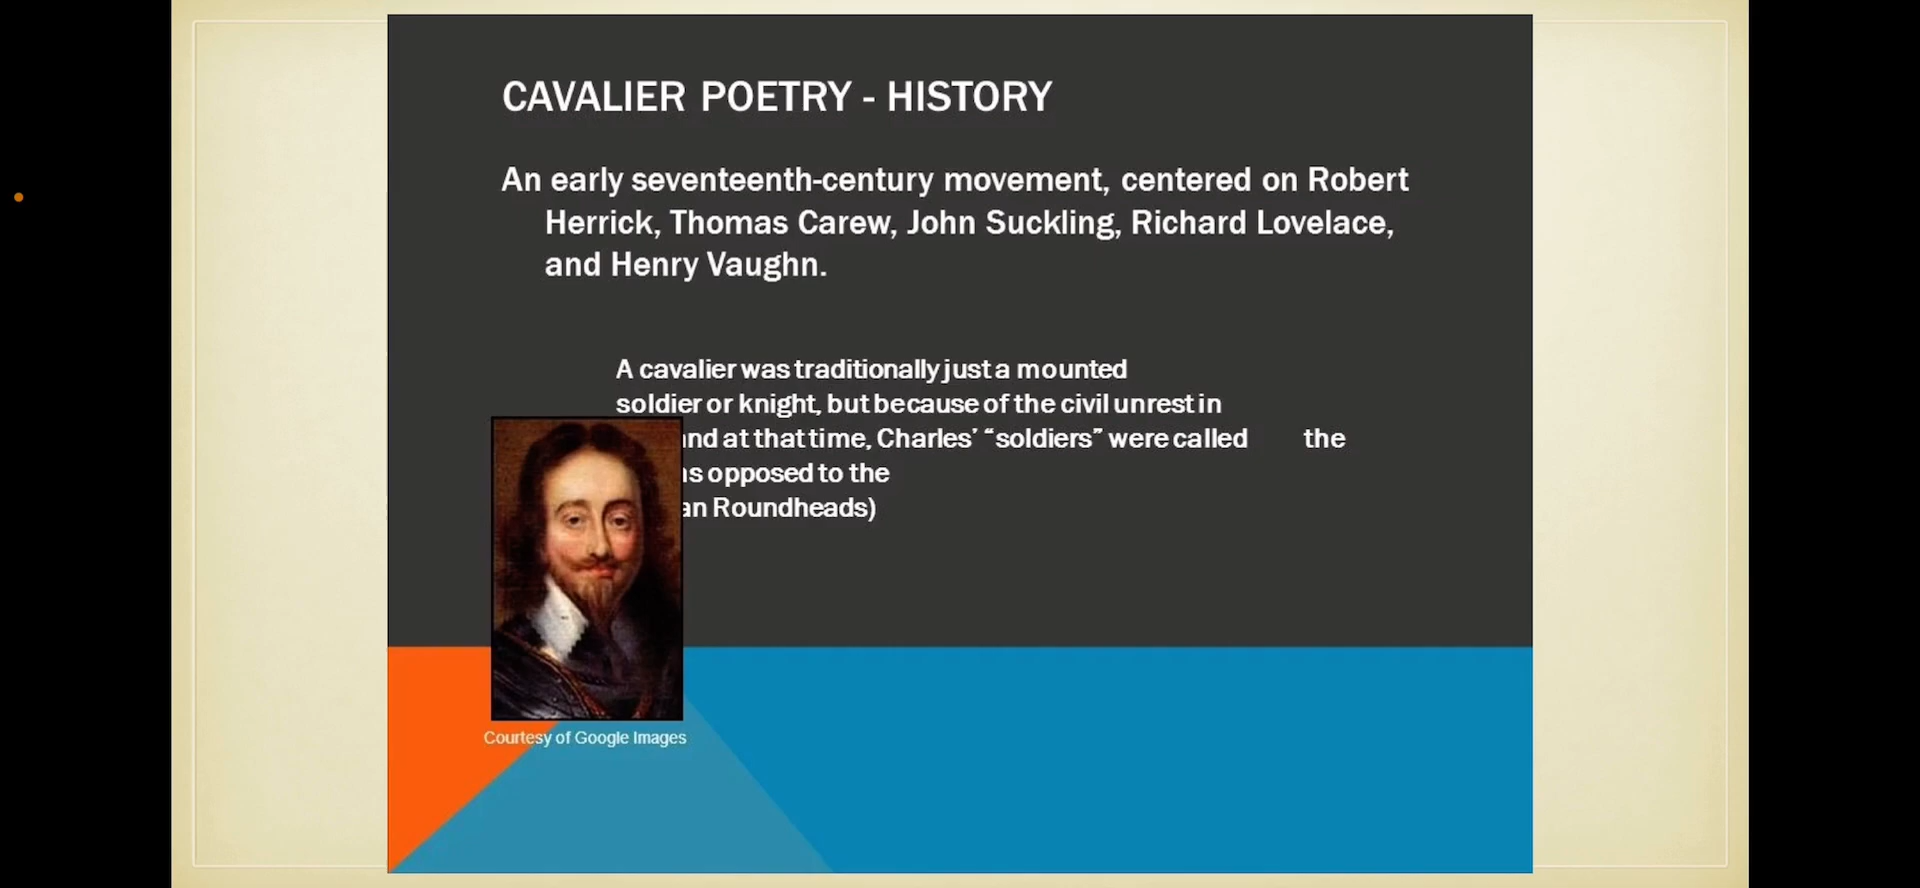 CAVALIER POETRY - HISTORY
An early seventeenth-century movement, centered on Robert
Herrick, Thomas Carew, John Suckling, Richard Lovelace,
and Henry Vaughn.
A cavalier was traditionally just a mounted
soldier or knight, but because of the civil unrest in
nd at that time, Charles’ “soldiers” were called the
s opposed to the
an Roundheads)
Courtesy of Google Images